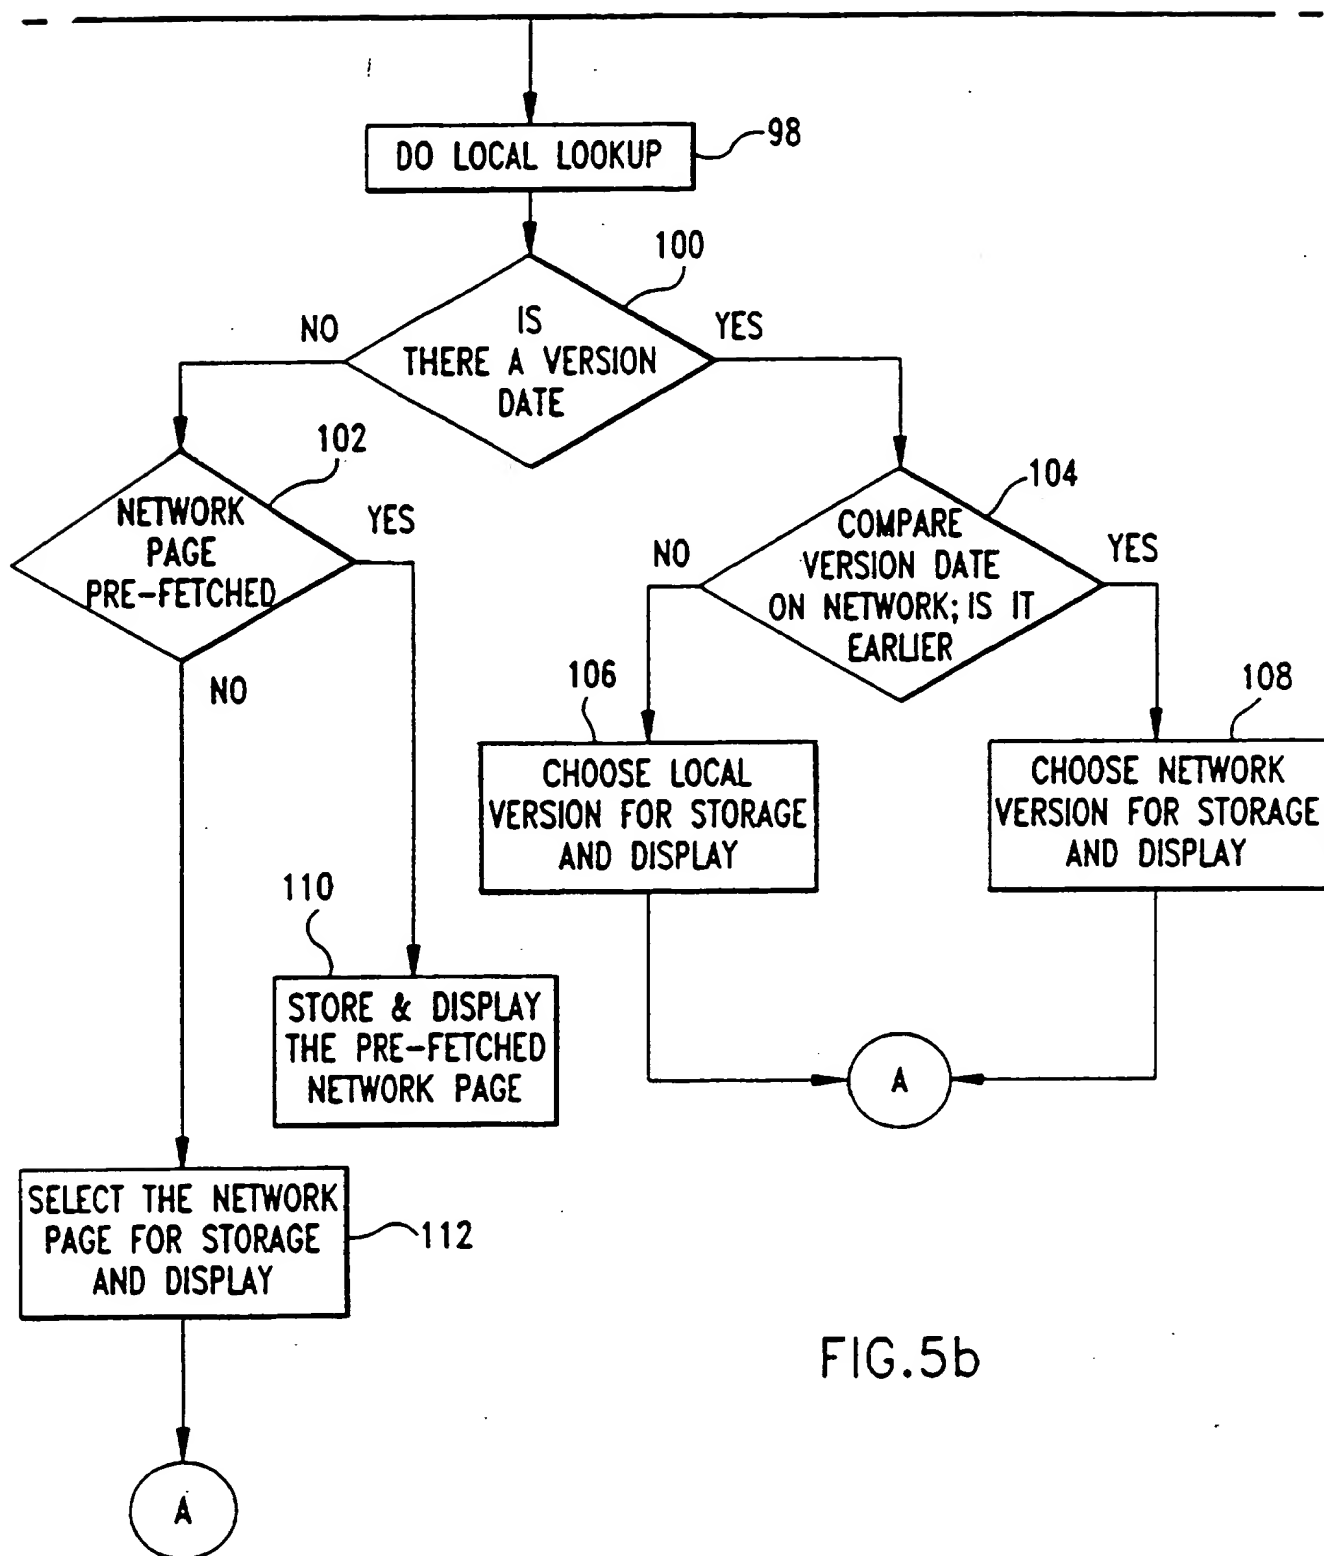 DO LOCAL LOOKUP
98
100
IS
THERE A VERSION
DATE
NO
YES
102
NETWORK
PAGE
PRE-FETCHED
YES
NO
104
COMPARE
VERSION DATE
ON NETWORK; IS IT
EARLIER
NO
YES
106
CHOOSE LOCAL
VERSION FOR STORAGE
AND DISPLAY
108
CHOOSE NETWORK
VERSION FOR STORAGE
AND DISPLAY
110
STORE & DISPLAY
THE PRE-FETCHED
NETWORK PAGE
A
SELECT THE NETWORK
PAGE FOR STORAGE
AND DISPLAY
112
A
FIG.5b